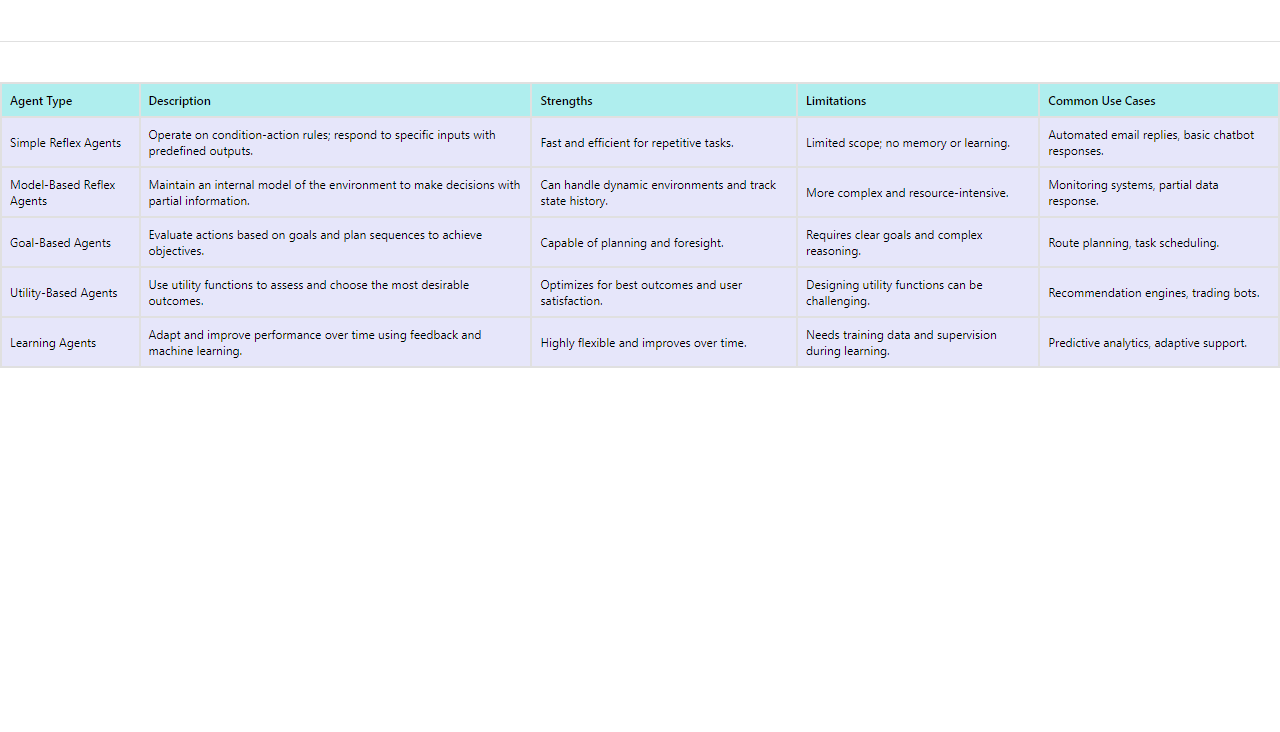 Agent Type Description Strengths Limitations Common Use Cases
Simple Reflex Agents
Operate on condition-action rules; respond to specific inputs with
predefined outputs.
Fast and efficient for repetitive tasks.
Limited scope; no memory or learning.
Automated email replies, basic chatbot
responses.
Model-Based Reflex
Agents
Maintain an internal model of the environment to make decisions with
partial information.
Can handle dynamic environments and track
state history.
More complex and resource-intensive.
Monitoring systems, partial data
response.
Goal-Based Agents
Evaluate actions based on goals and plan sequences to achieve
objectives.
Capable of planning and foresight.
Requires clear goals and complex
reasoning.
Route planning, task scheduling.
Utility-Based Agents
Use utility functions to assess and choose the most desirable
outcomes.
Optimizes for best outcomes and user
satisfaction.
Designing utility functions can be
challenging.
Recommendation engines, trading bots.
Learning Agents
Adapt and improve performance over time using feedback and
machine learning.
Highly flexible and improves over time.
Needs training data and supervision
during learning.
Predictive analytics, adaptive support.